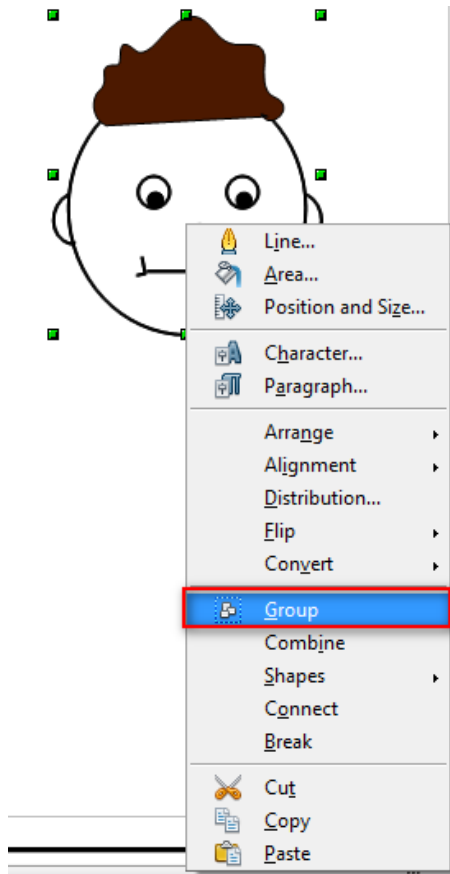 Line...
Area...
Position and Size...
Character...
Paragraph...
Arrange
Alignment
Distribution...
Flip
Convert
Group
Combine
Shapes
Connect
Break
Cut
Copy
Paste